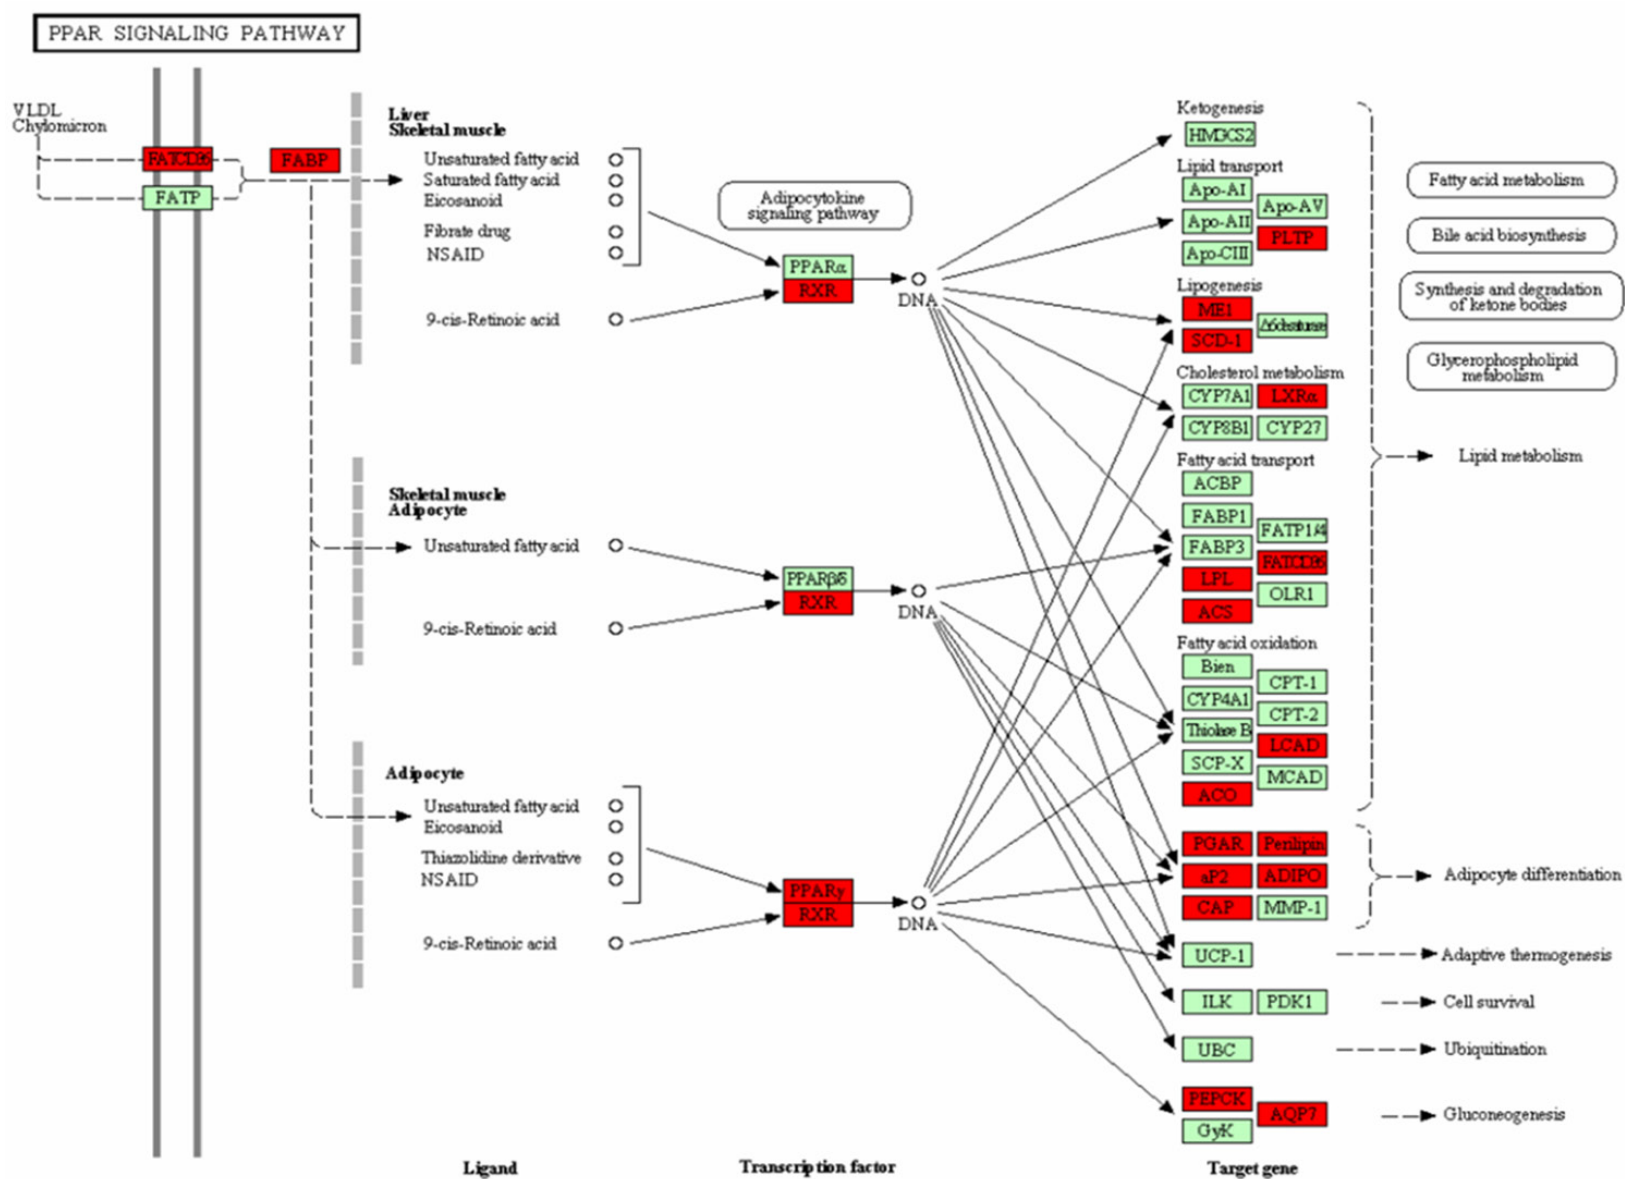 PPAR SIGNALING PATHWAY
VLDL
Chylomicron
FATCD36
FATP
FABP
Liver
Skeletal muscle
Unsaturated fatty acid
Saturated fatty acid
Eicosanoid
Fibrate drug
NSAID
9-cis-Retinoic acid
Adipocytokine
signaling pathway
PPARα
RXR
DNA
Skeletal muscle
Adipocyte
Unsaturated fatty acid
9-cis-Retinoic acid
PPARβ/δ
RXR
DNA
Adipocyte
Unsaturated fatty acid
Eicosanoid
Thiazolidine derivative
NSAID
9-cis-Retinoic acid
PPARγ
RXR
DNA
Ketogenesis
HMGCS2
Lipid transport
Apo-AI
Apo-AV
Apo-AII
PLTP
Apo-CIII
Lipogenesis
ME1
Δ6desaturase
SCD-1
Cholesterol metabolism
CYP7A1
LXRα
CYP8B1
CYP27
Fatty acid transport
ACBP
FABP1
FATP1/4
FABP3
FATCD36
LPL
OLR1
ACS
Fatty acid oxidation
Bien
CPT-1
CYP4A1
CPT-2
Thiolase B
LCAD
SCP-X
MCAD
ACO
PGAR
Perilipin
aP2
ADIPO
CAP
MMP-1
UCP-1
ILK
PDK1
UBC
PEPCK
AQP7
GyK
Fatty acid metabolism
Bile acid biosynthesis
Synthesis and degradation
of ketone bodies
Glycerophospholipid
metabolism
Lipid metabolism
Adipocyte differentiation
Adaptive thermogenesis
Cell survival
Ubiquitination
Gluconeogenesis
Ligand
Transcription factor
Target gene